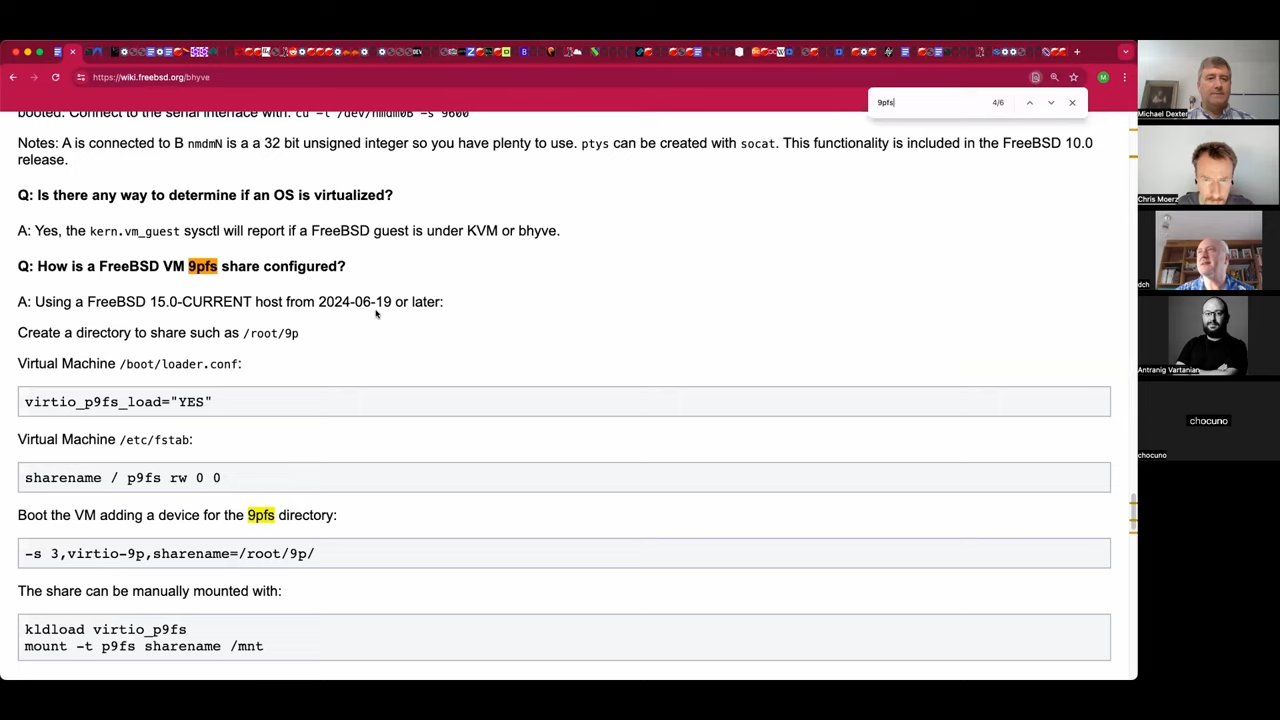 https://wiki.freebsd.org/bhyve
9pfs
4/6
booted. Connect to the serial interface with: cu -l /dev/nmdm0B -s 9600
Notes: A is connected to B nmdmN is a a 32 bit unsigned integer so you have plenty to use. ptys can be created with socat. This functionality is included in the FreeBSD 10.0
release.
Q: Is there any way to determine if an OS is virtualized?
A: Yes, the kern.vm_guest sysctl will report if a FreeBSD guest is under KVM or bhyve.
Q: How is a FreeBSD VM 9pfs share configured?
A: Using a FreeBSD 15.0-CURRENT host from 2024-06-19 or later:
Create a directory to share such as /root/9p
Virtual Machine /boot/loader.conf:
virtio_p9fs_load="YES"
Virtual Machine /etc/fstab:
sharename / p9fs rw 0 0
Boot the VM adding a device for the 9pfs directory:
-s 3,virtio-9p,sharename=/root/9p/
The share can be manually mounted with:
kldload virtio_p9fs
mount -t p9fs sharename /mnt
Michael Dexter
Chris Moerz
dch
Antranig Vartanian
chocuno
chocuno